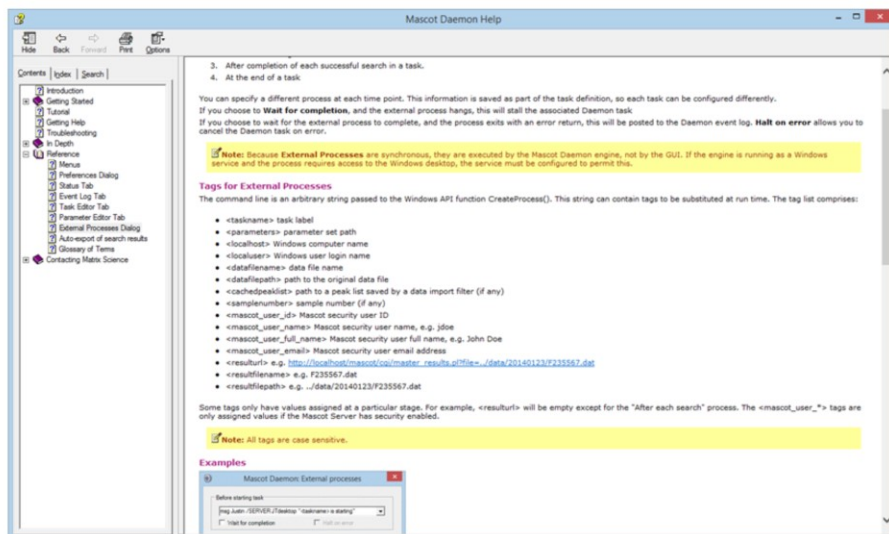 Mascot Daemon Help
Hide Back Forward Print Options
Contents Index Search
Introduction
Getting Started
Tutorial
Getting Help
Troubleshooting
In Depth
Reference
Menus
Preferences Dialog
Status Tab
Event Log Tab
Task Editor Tab
Parameter Editor Tab
External Processes Dialog
Auto-export of search results
Glossary of Terms
Contacting Matrix Science
3. After completion of each successful search in a task.
4. At the end of a task
You can specify a different process at each time point. This information is saved as part of the task definition, so each task can be configured differently.
If you choose to Wait for completion, and the external process hangs, this will stall the associated Daemon task
If you choose to wait for the external process to complete, and the process exits with an error return, this will be posted to the Daemon event log. Halt on error allows you to
cancel the Daemon task on error.
Note: Because External Processes are synchronous, they are executed by the Mascot Daemon engine, not by the GUI. If the engine is running as a Windows
service and the process requires access to the Windows desktop, the service must be configured to permit this.
Tags for External Processes
The command line is an arbitrary string passed to the Windows API function CreateProcess(). This string can contain tags to be substituted at run time. The tag list comprises:
• <taskname> task label
• <parameters> parameter set path
• <localhost> Windows computer name
• <localuser> Windows user login name
• <datafilename> data file name
• <datafilepath> path to the original data file
• <cachedpeaklist> path to a peak list saved by a data import filter (if any)
• <samplenumber> sample number (if any)
• <mascot_user_id> Mascot security user ID
• <mascot_user_name> Mascot security user name, e.g. jdoe
• <mascot_user_full_name> Mascot security user full name, e.g. John Doe
• <mascot_user_email> Mascot security user email address
• <resulturl> e.g. http://localhost/mascot/cgi/master_results.pl?file=../data/20140123/F235567.dat
• <resultfilename> e.g. F235567.dat
• <resultfilepath> e.g. ../data/20140123/F235567.dat
Some tags only have values assigned at a particular stage. For example, <resulturl> will be empty except for the "After each search" process. The <mascot_user_*> tags are
only assigned values if the Mascot Server has security enabled.
Note: All tags are case sensitive.
Examples
Mascot Daemon: External processes
Before starting task
msg Justin /SERVER:JTdesktop "<taskname> is starting"
Wait for completion Halt on error